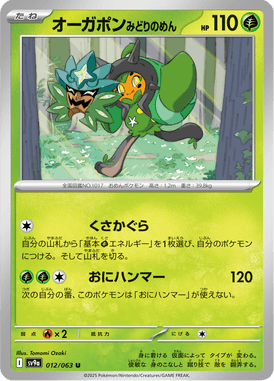 たね オーガポン みどりのめん HP 110
全国図鑑NO.1017 おめんポケモン 高さ:1.2m 重さ:39.8kg
くさかぐら
自分の山札から「基本エネルギー」を1枚選び、自分のポケモン
につける。そして山札を切る。
おにハンマー 120
次の自分の番、このポケモンは「おにハンマー」が使えない。
弱点 ×2 抵抗力 にげる
Illus. Tomomi Ozaki
I sv9a 012/063 U
©2025 Pokémon/Nintendo/Creatures/GAME FREAK.